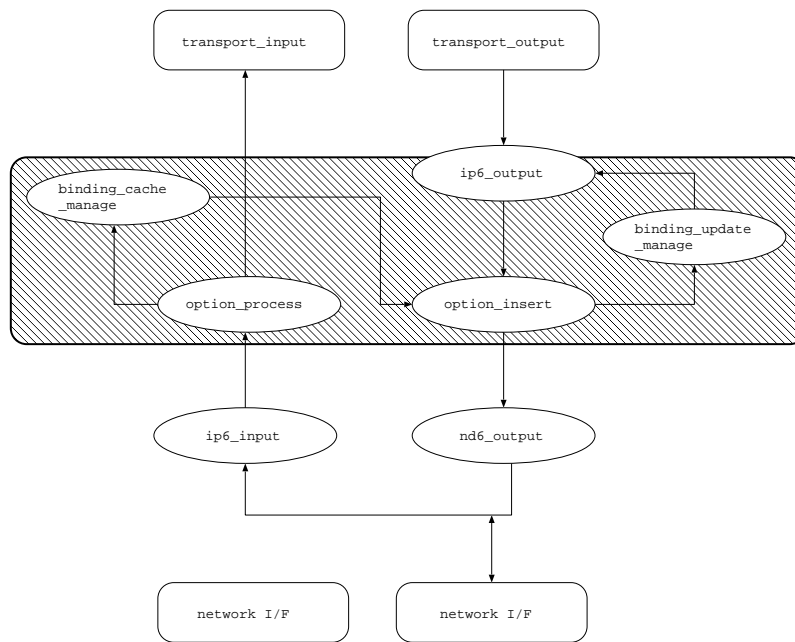 transport_input
transport_output
ip6_output
binding_cache
_manage
binding_update
_manage
option_process
option_insert
ip6_input
nd6_output
network I/F
network I/F